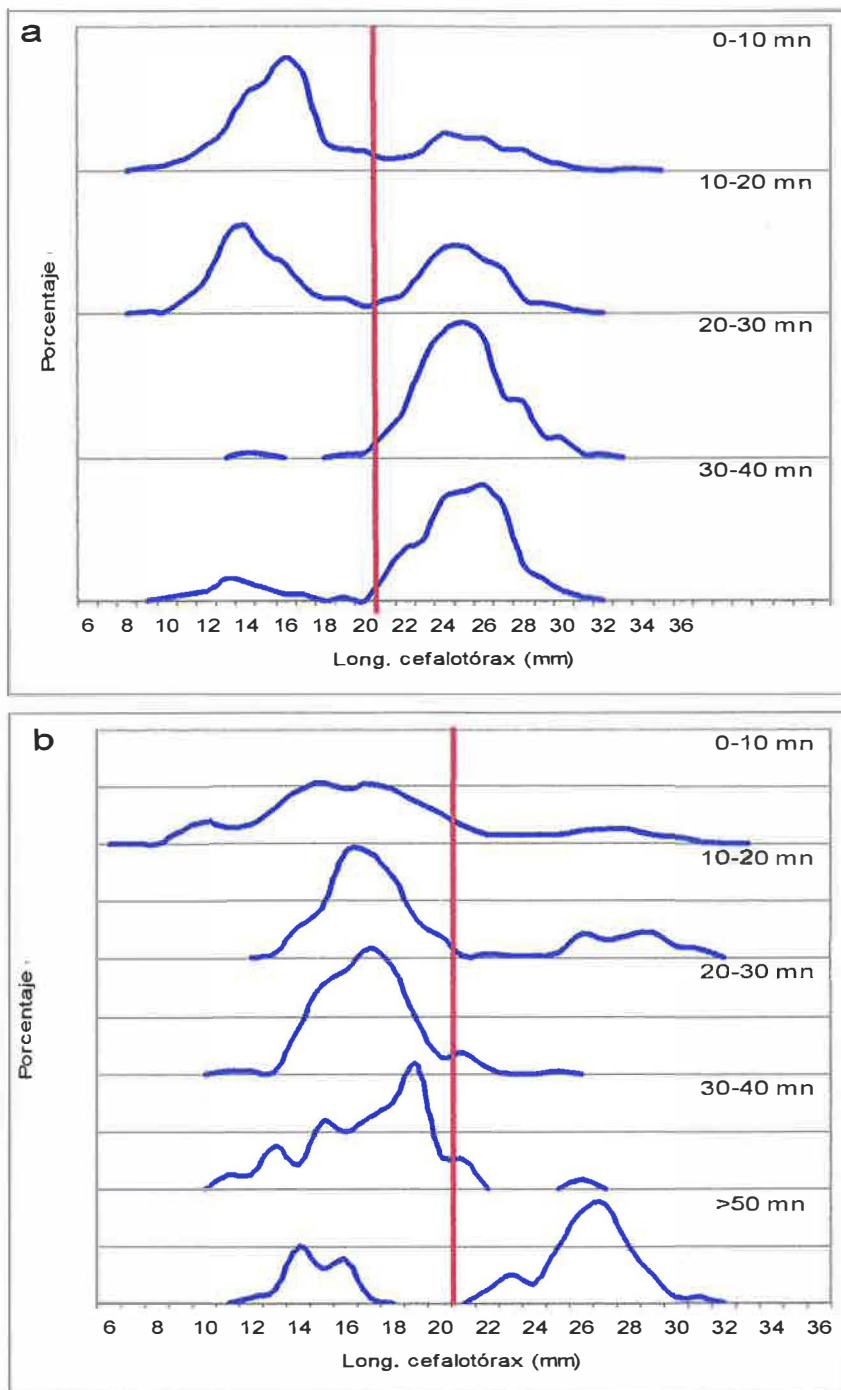 a
0-10 mn
10-20 mn
20-30 mn
30-40 mn
Porcentaje
6 8 10 12 14 16 18 20 22 24 26 28 32 34 36
Long. cefalotórax (mm)
b
0-10 mn
10-20 mn
20-30 mn
30-40 mn
>50 mn
Porcentaje
6 8 10 12 14 16 20 22 24 26 28 30 32 34 36
Long. cefalotórax (mm)